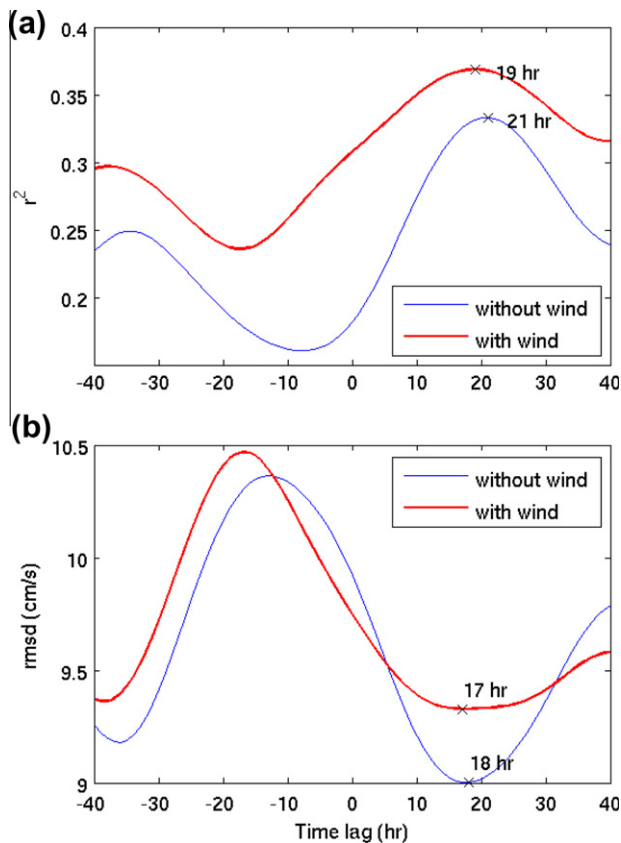 (a)
0.4
0.35
0.3
0.25
0.2
r²
19 hr
21 hr
without wind
with wind
-40 -30 -20 -10 0 10 20 30 40
(b)
10.5
10
9.5
9
rmsd (cm/s)
without wind
with wind
17 hr
18 hr
-40 -30 -20 -10 0 10 20 30 40
Time lag (hr)